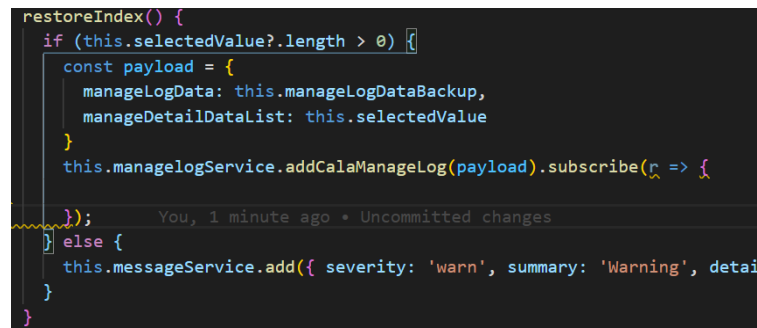 restoreIndex() {
if (this.selectedValue?.length > 0) {
const payload = {
manageLogData: this.manageLogDataBackup,
manageDetailDataList: this.selectedValue
}
this.managelogService.addCalaManageLog(payload).subscribe(r => {
});      You, 1 minute ago • Uncommitted changes
} else {
this.messageService.add({ severity: 'warn', summary: 'Warning', detai
}
}